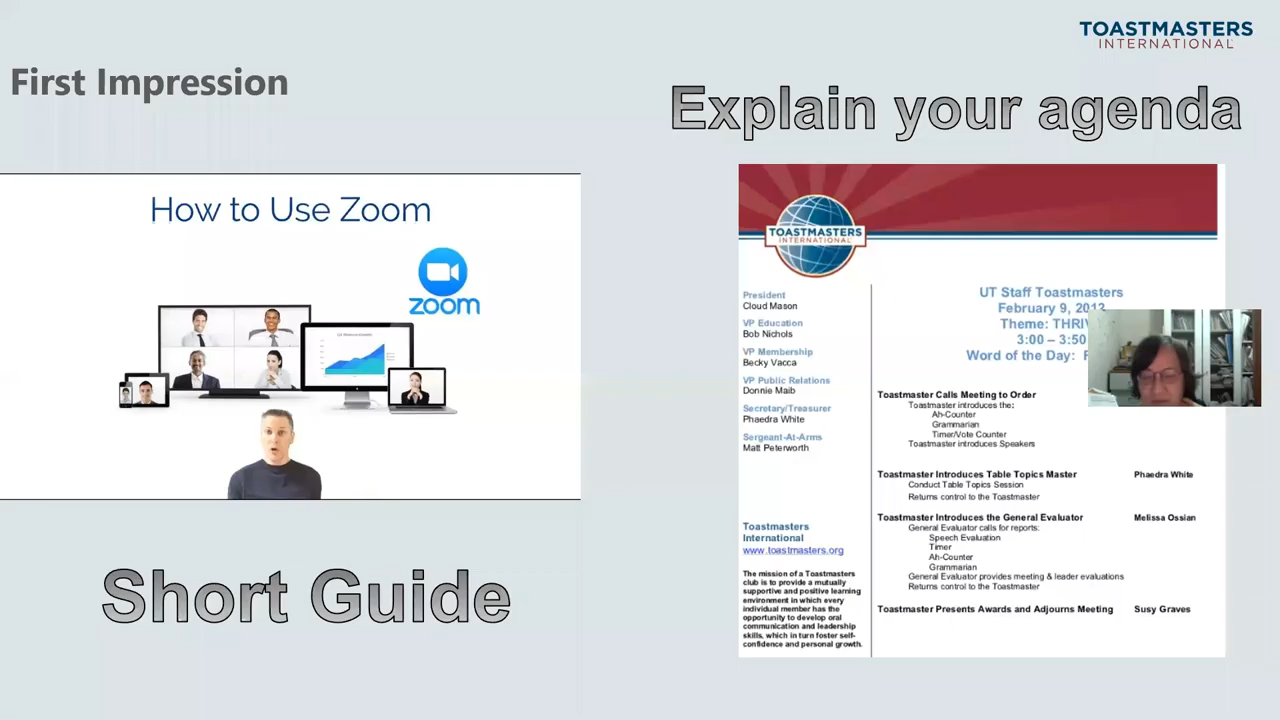 TOASTMASTERS
INTERNATIONAL
First Impression
Explain your agenda
How to Use Zoom
zoom
Short Guide
TOASTMASTERS
INTERNATIONAL
President
Cloud Mason
VP Education
Bob Nichols
VP Membership
Becky Vacca
VP Public Relations
Donnie Maib
Secretary/Treasurer
Phaedra White
Sergeant-At-Arms
Matt Peterworth
Toastmasters
International
www.toastmasters.org
The mission of a Toastmasters
club is to provide a mutually
supportive and positive learning
environment in which every
individual member has the
opportunity to develop oral
communication and leadership
skills, which in turn foster self-
confidence and personal growth.
UT Staff Toastmasters
February 9, 2012
Theme:
3:00 – 3:50
Word of the Day:
Toastmaster Calls Meeting to Order
Toastmaster introduces the:
Ah-Counter
Grammarian
Timer/Vote Counter
Toastmaster introduces Speakers
Toastmaster Introduces Table Topics Master Phaedra White
Conduct Table Topics Session
Returns control to the Toastmaster
Toastmaster Introduces the General Evaluator Melissa Ossian
General Evaluator calls for reports:
Speech Evaluation
Timer
Ah-Counter
Grammarian
General Evaluator provides meeting & leader evaluations
Returns control to the Toastmaster
Toastmaster Presents Awards and Adjourns Meeting Susy Graves